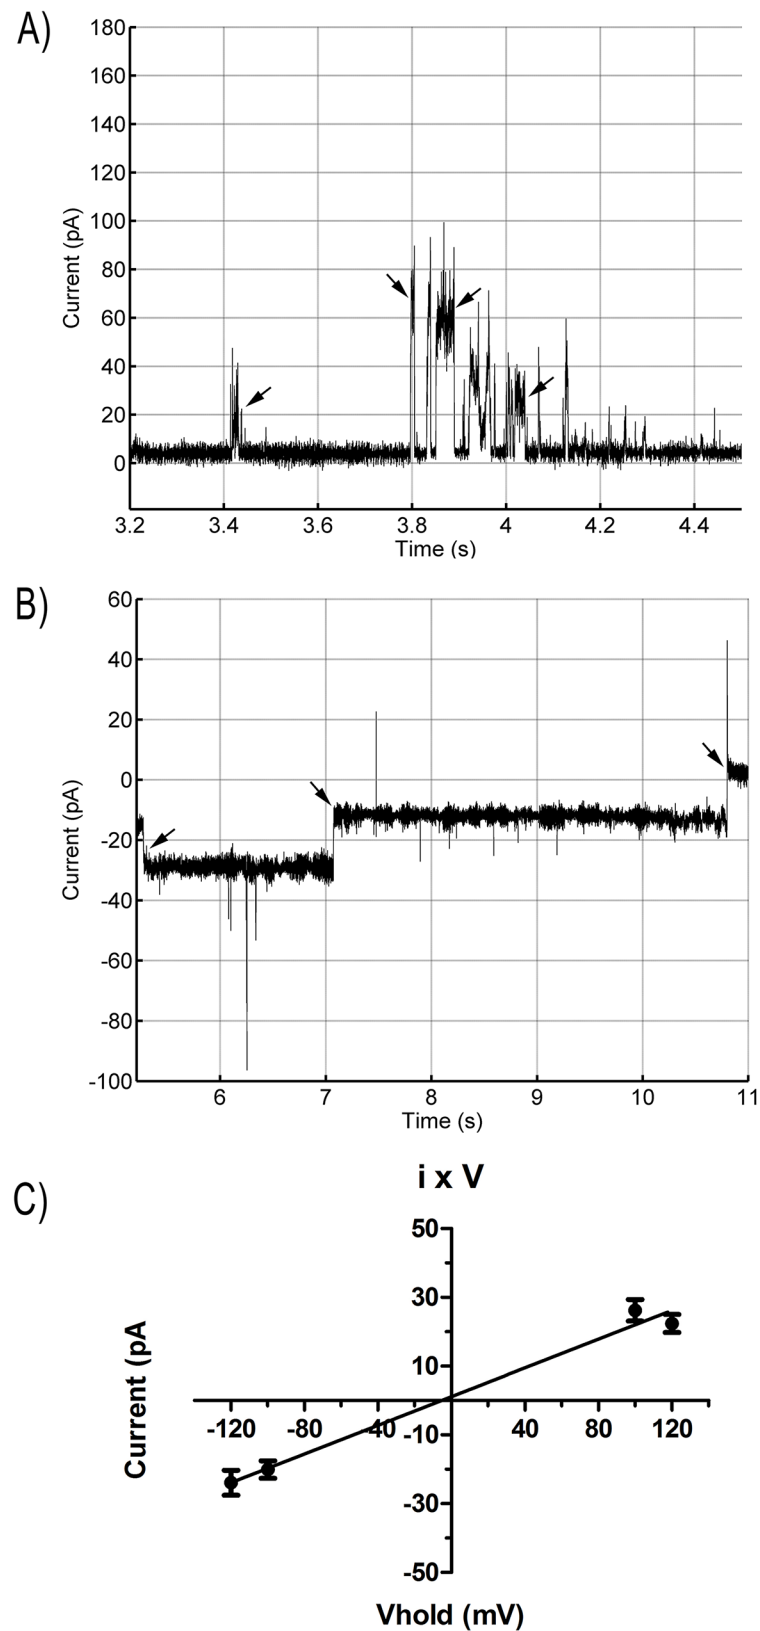 A)
180
160
140
120
100
80
60
40
20
0
Current (pA)
3.2 3.4 3.6 3.8 4 4.2 4.4
Time (s)
B)
60
40
20
0
-20
-40
-60
-80
-100
Current (pA)
6 7 8 9 10 11
Time (s)
C)
i x V
50
30
10
-10
-30
-50
-120 -80 -40 40 80 120
Current (pA
Vhold (mV)